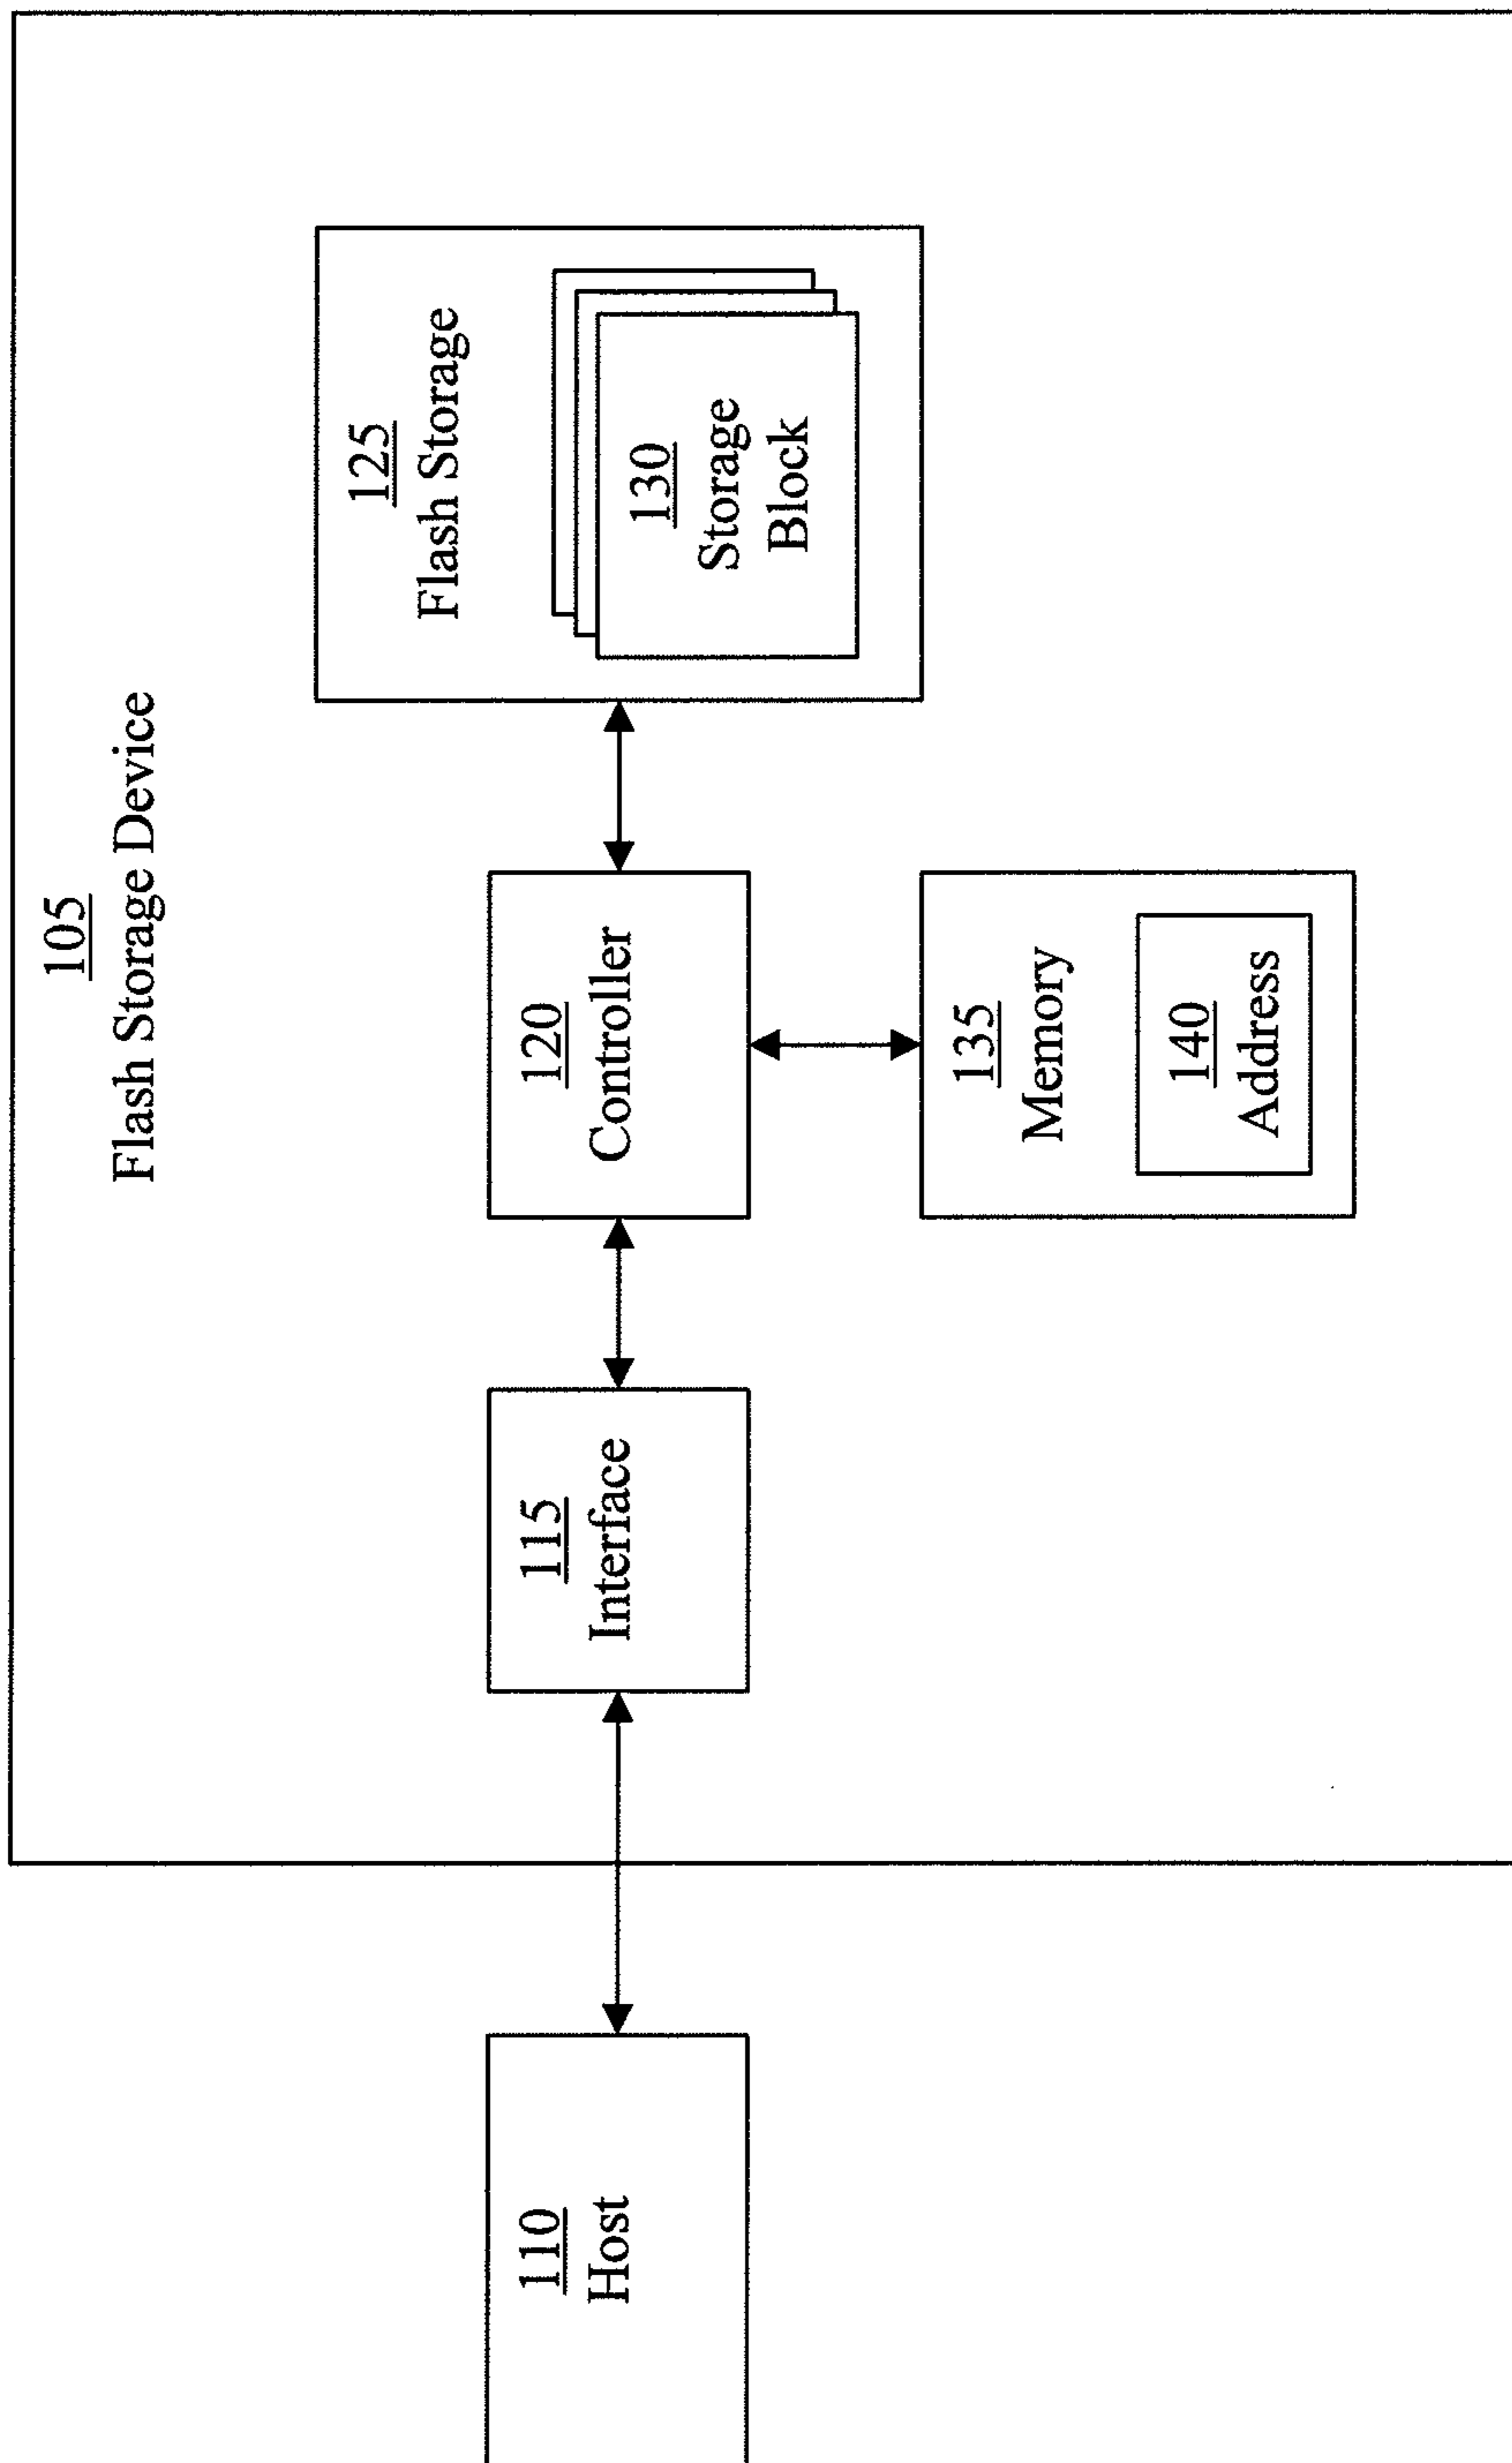 105
Flash Storage Device
110
Host
115
Interface
120
Controller
125
Flash Storage
130
Storage
Block
135
Memory
140
Address